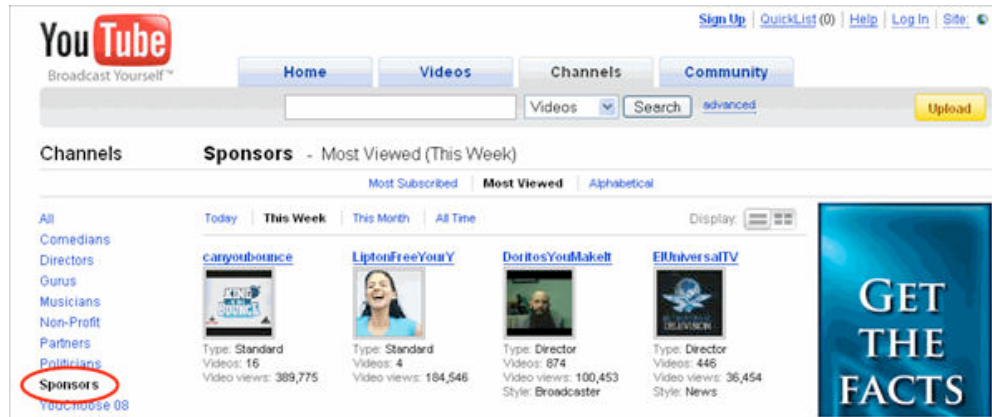 Sign Up QuickList (0) Help Log In Site:
You Tube
Broadcast Yourself™
Home Videos Channels Community
Videos Search advanced Upload
Channels
Sponsors - Most Viewed (This Week)
Most Subscribed Most Viewed Alphabetical
All
Comedians
Directors
Gurus
Musicians
Non-Profit
Partners
Politicians
Sponsors
YouChoose 08
Today This Week This Month All Time Display:
canyoubounce
KING
BOUNCE
Type: Standard
Videos: 16
Video views: 389,775
LiptonFreeYourY
Type: Standard
Videos: 4
Video views: 184,546
DoritosYouMakeIt
Type: Director
Videos: 874
Video views: 100,453
Style: Broadcaster
ElUniversalTV
TELEVISION
Type: Director
Videos: 446
Video views: 36,454
Style: News
GET
THE
FACTS